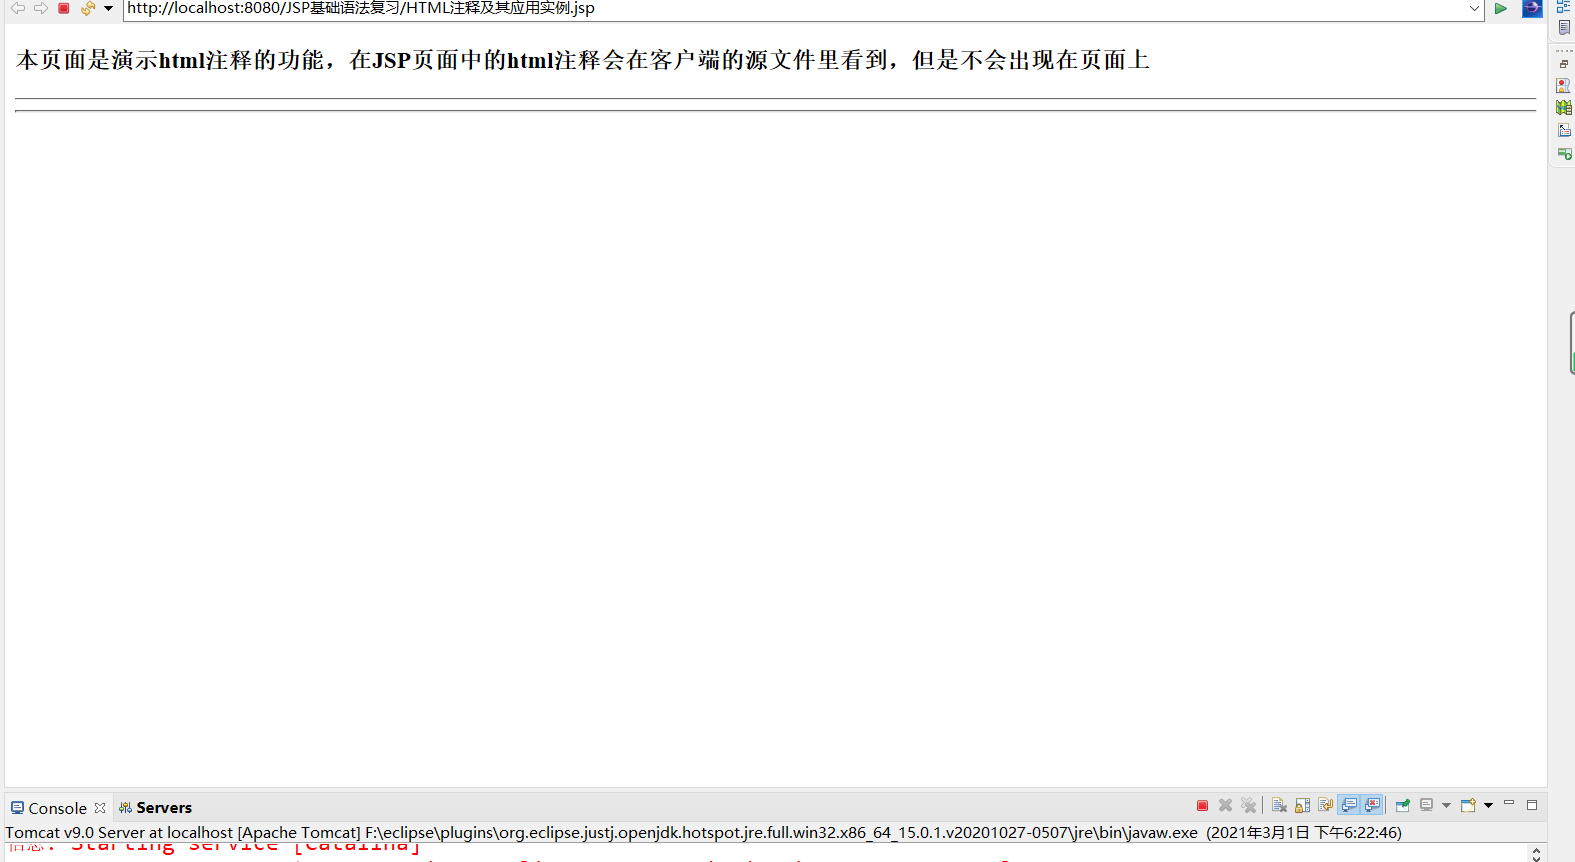 http://localhost:8080/JSP基础语法复习/HTML注释及其应用实例.jsp
本页面是演示html注释的功能，在JSP页面中的html注释会在客户端的源文件里看到，但是不会出现在页面上
Console Servers
Tomcat v9.0 Server at localhost [Apache Tomcat] F:\eclipse\plugins\org.eclipse.justj.openjdk.hotspot.jre.full.win32.x86_64_15.0.1.v20201027-0507\jre\bin\javaw.exe (2021年3月1日 下午6:22:46)
信息: Starting service [Catalina]